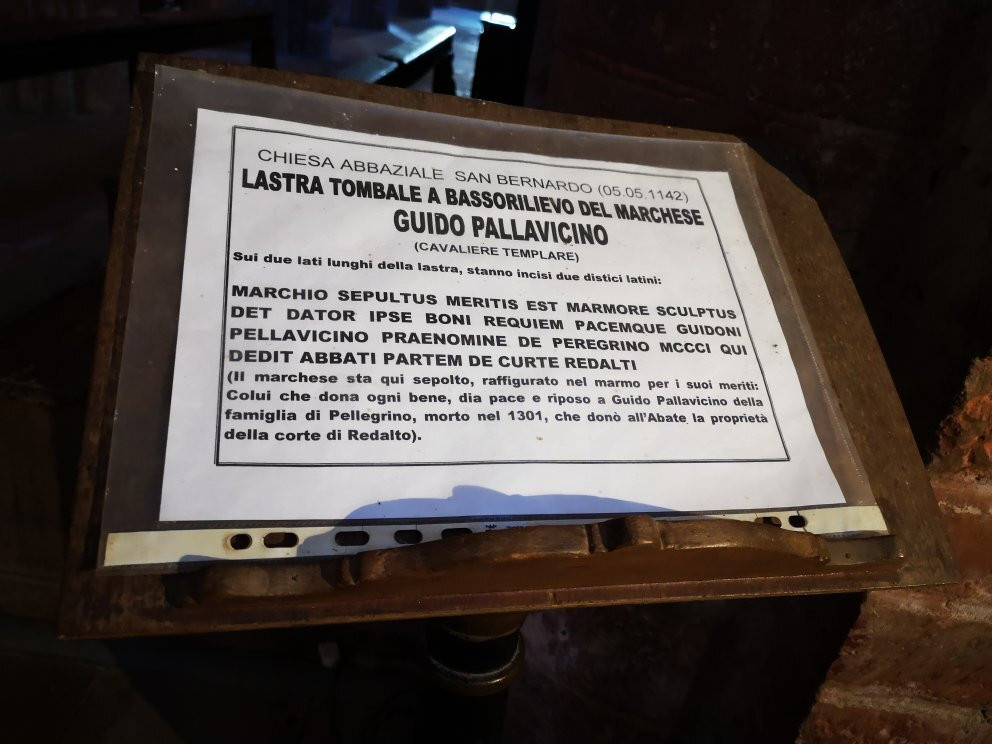 CHIESA ABBAZIALE SAN BERNARDO (05.05.1142)
LASTRA TOMBALE A BASSORILIEVO DEL MARCHESE
GUIDO PALLAVICINO
(CAVALIERE TEMPLARE)
Sui due lati lunghi della lastra, stanno incisi due distici latini:
MARCHIO SEPULTUS MERITIS EST MARMORE SCULPTUS
DET DATOR IPSE BONI REQUIEM PACEMQUE GUIDONI
PELLAVICINO PRAENOMINE DE PEREGRINO MCCCI QUI
DEDIT ABBATI PARTEM DE CURTE REDALTI
(Il marchese sta qui sepolto, raffigurato nel marmo per i suoi meriti:
Colui che dona ogni bene, dia pace e riposo a Guido Pallavicino della
famiglia di Pellegrino, morto nel 1301, che donò all'Abate la proprietà
della corte di Redalto).